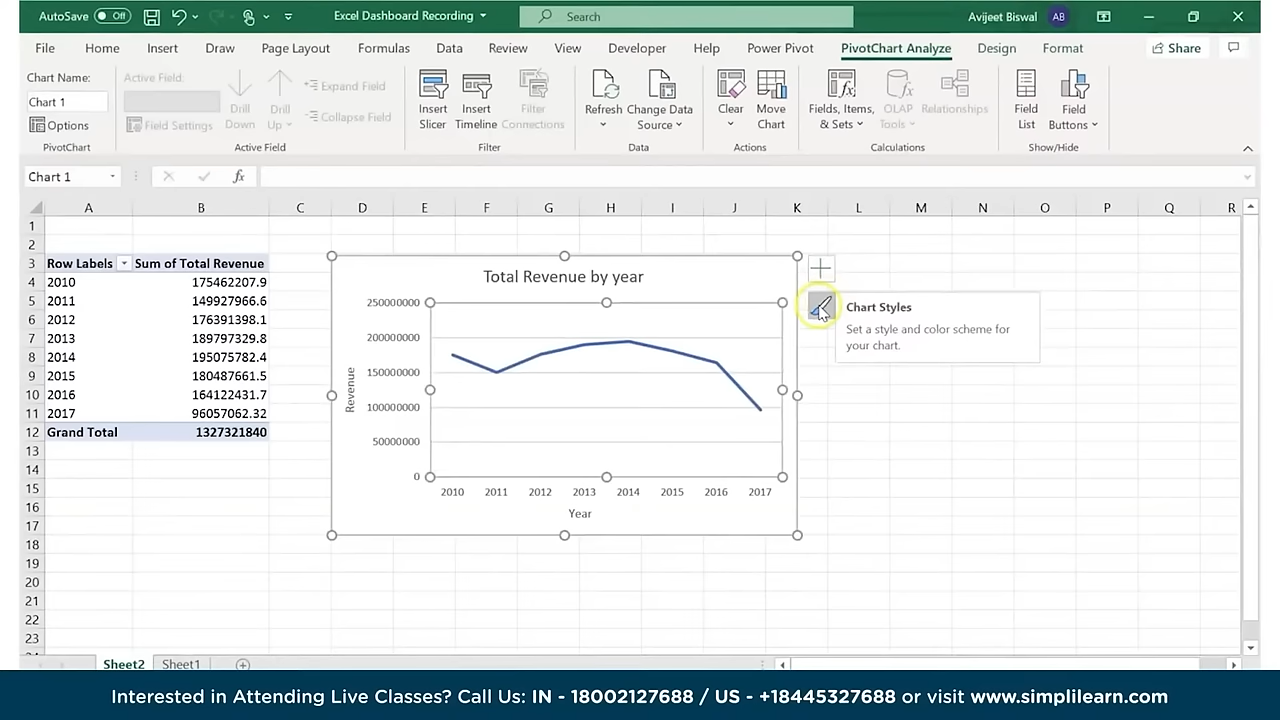 AutoSave Off Excel Dashboard Recording Search Avijeet Biswal AB
File Home Insert Draw Page Layout Formulas Data Review View Developer Help Power Pivot PivotChart Analyze Design Format Share
Chart Name:
Chart 1
Options
PivotChart
Active Field:
Field Settings
Drill Down
Drill Up
Expand Field
Collapse Field
Active Field
Insert Slicer
Insert Timeline
Filter Connections
Filter
Refresh
Change Data Source
Data
Clear
Move Chart
Actions
Fields, Items, & Sets
OLAP Tools
Relationships
Calculations
Field List
Field Buttons
Show/Hide
Chart 1 fx
A B C D E F G H I J K L M N O P Q R
1
2
3 Row Labels Sum of Total Revenue
4 2010 175462207.9
5 2011 149927966.6
6 2012 176391398.1
7 2013 189797329.8
8 2014 195075782.4
9 2015 180487661.5
10 2016 164122431.7
11 2017 96057062.32
12 Grand Total 1327321840
13
14
15
16
17
18
19
20
21
22
23
Total Revenue by year
250000000
200000000
150000000
100000000
50000000
0
Revenue
2010 2011 2012 2013 2014 2015 2016 2017
Year
Chart Styles
Set a style and color scheme for
your chart.
Sheet2 Sheet1
Interested in Attending Live Classes? Call Us: IN - 18002127688 / US - +18445327688 or visit www.simplilearn.com